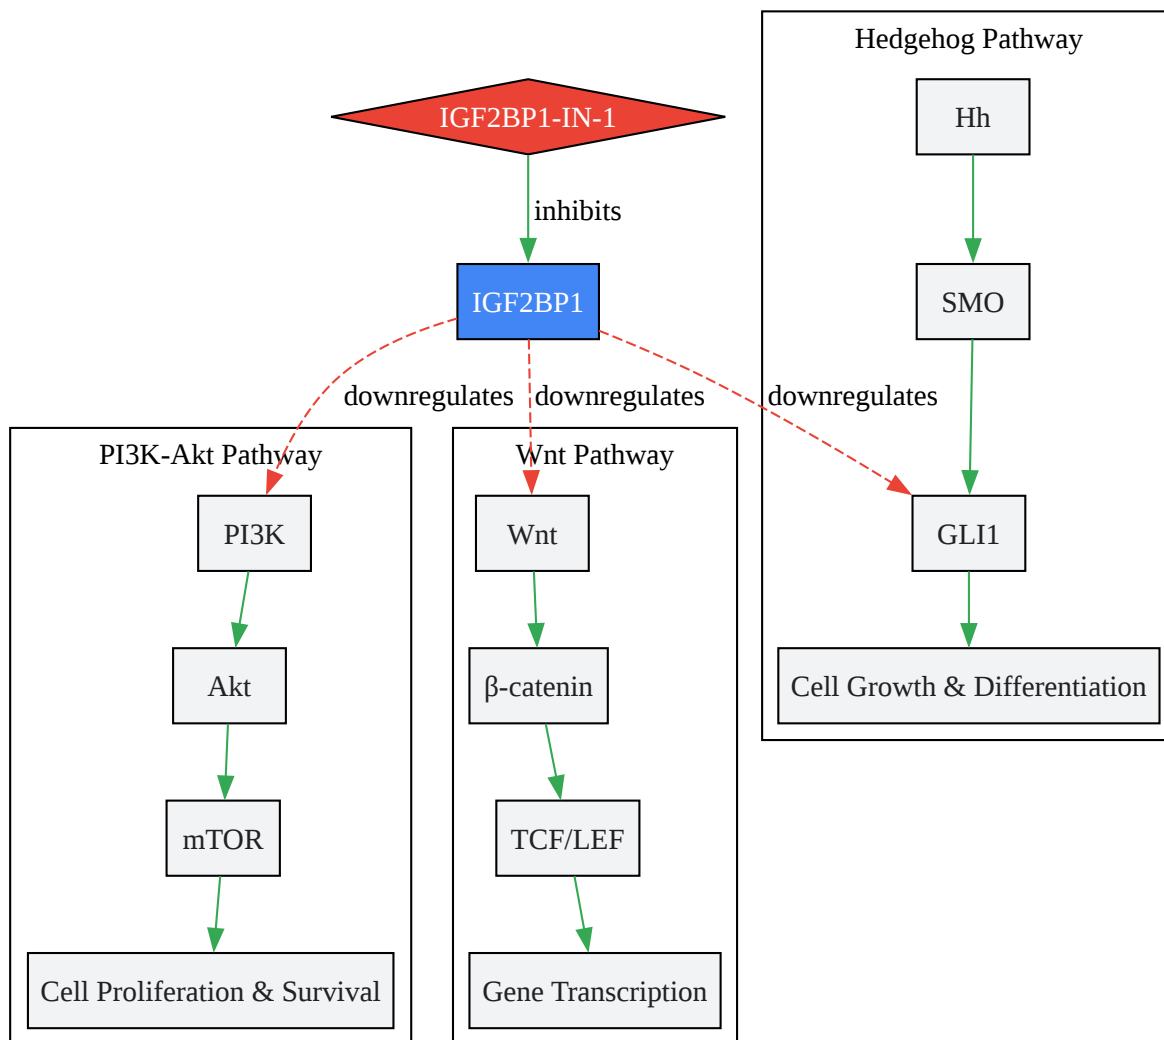 Hedgehog Pathway
IGF2BP1-IN-1
Hh
inhibits
IGF2BP1
SMO
downregulates
downregulates
downregulates
PI3K-Akt Pathway
Wnt Pathway
PI3K
Wnt
GLI1
Akt
β-catenin
Cell Growth & Differentiation
mTOR
TCF/LEF
Cell Proliferation & Survival
Gene Transcription